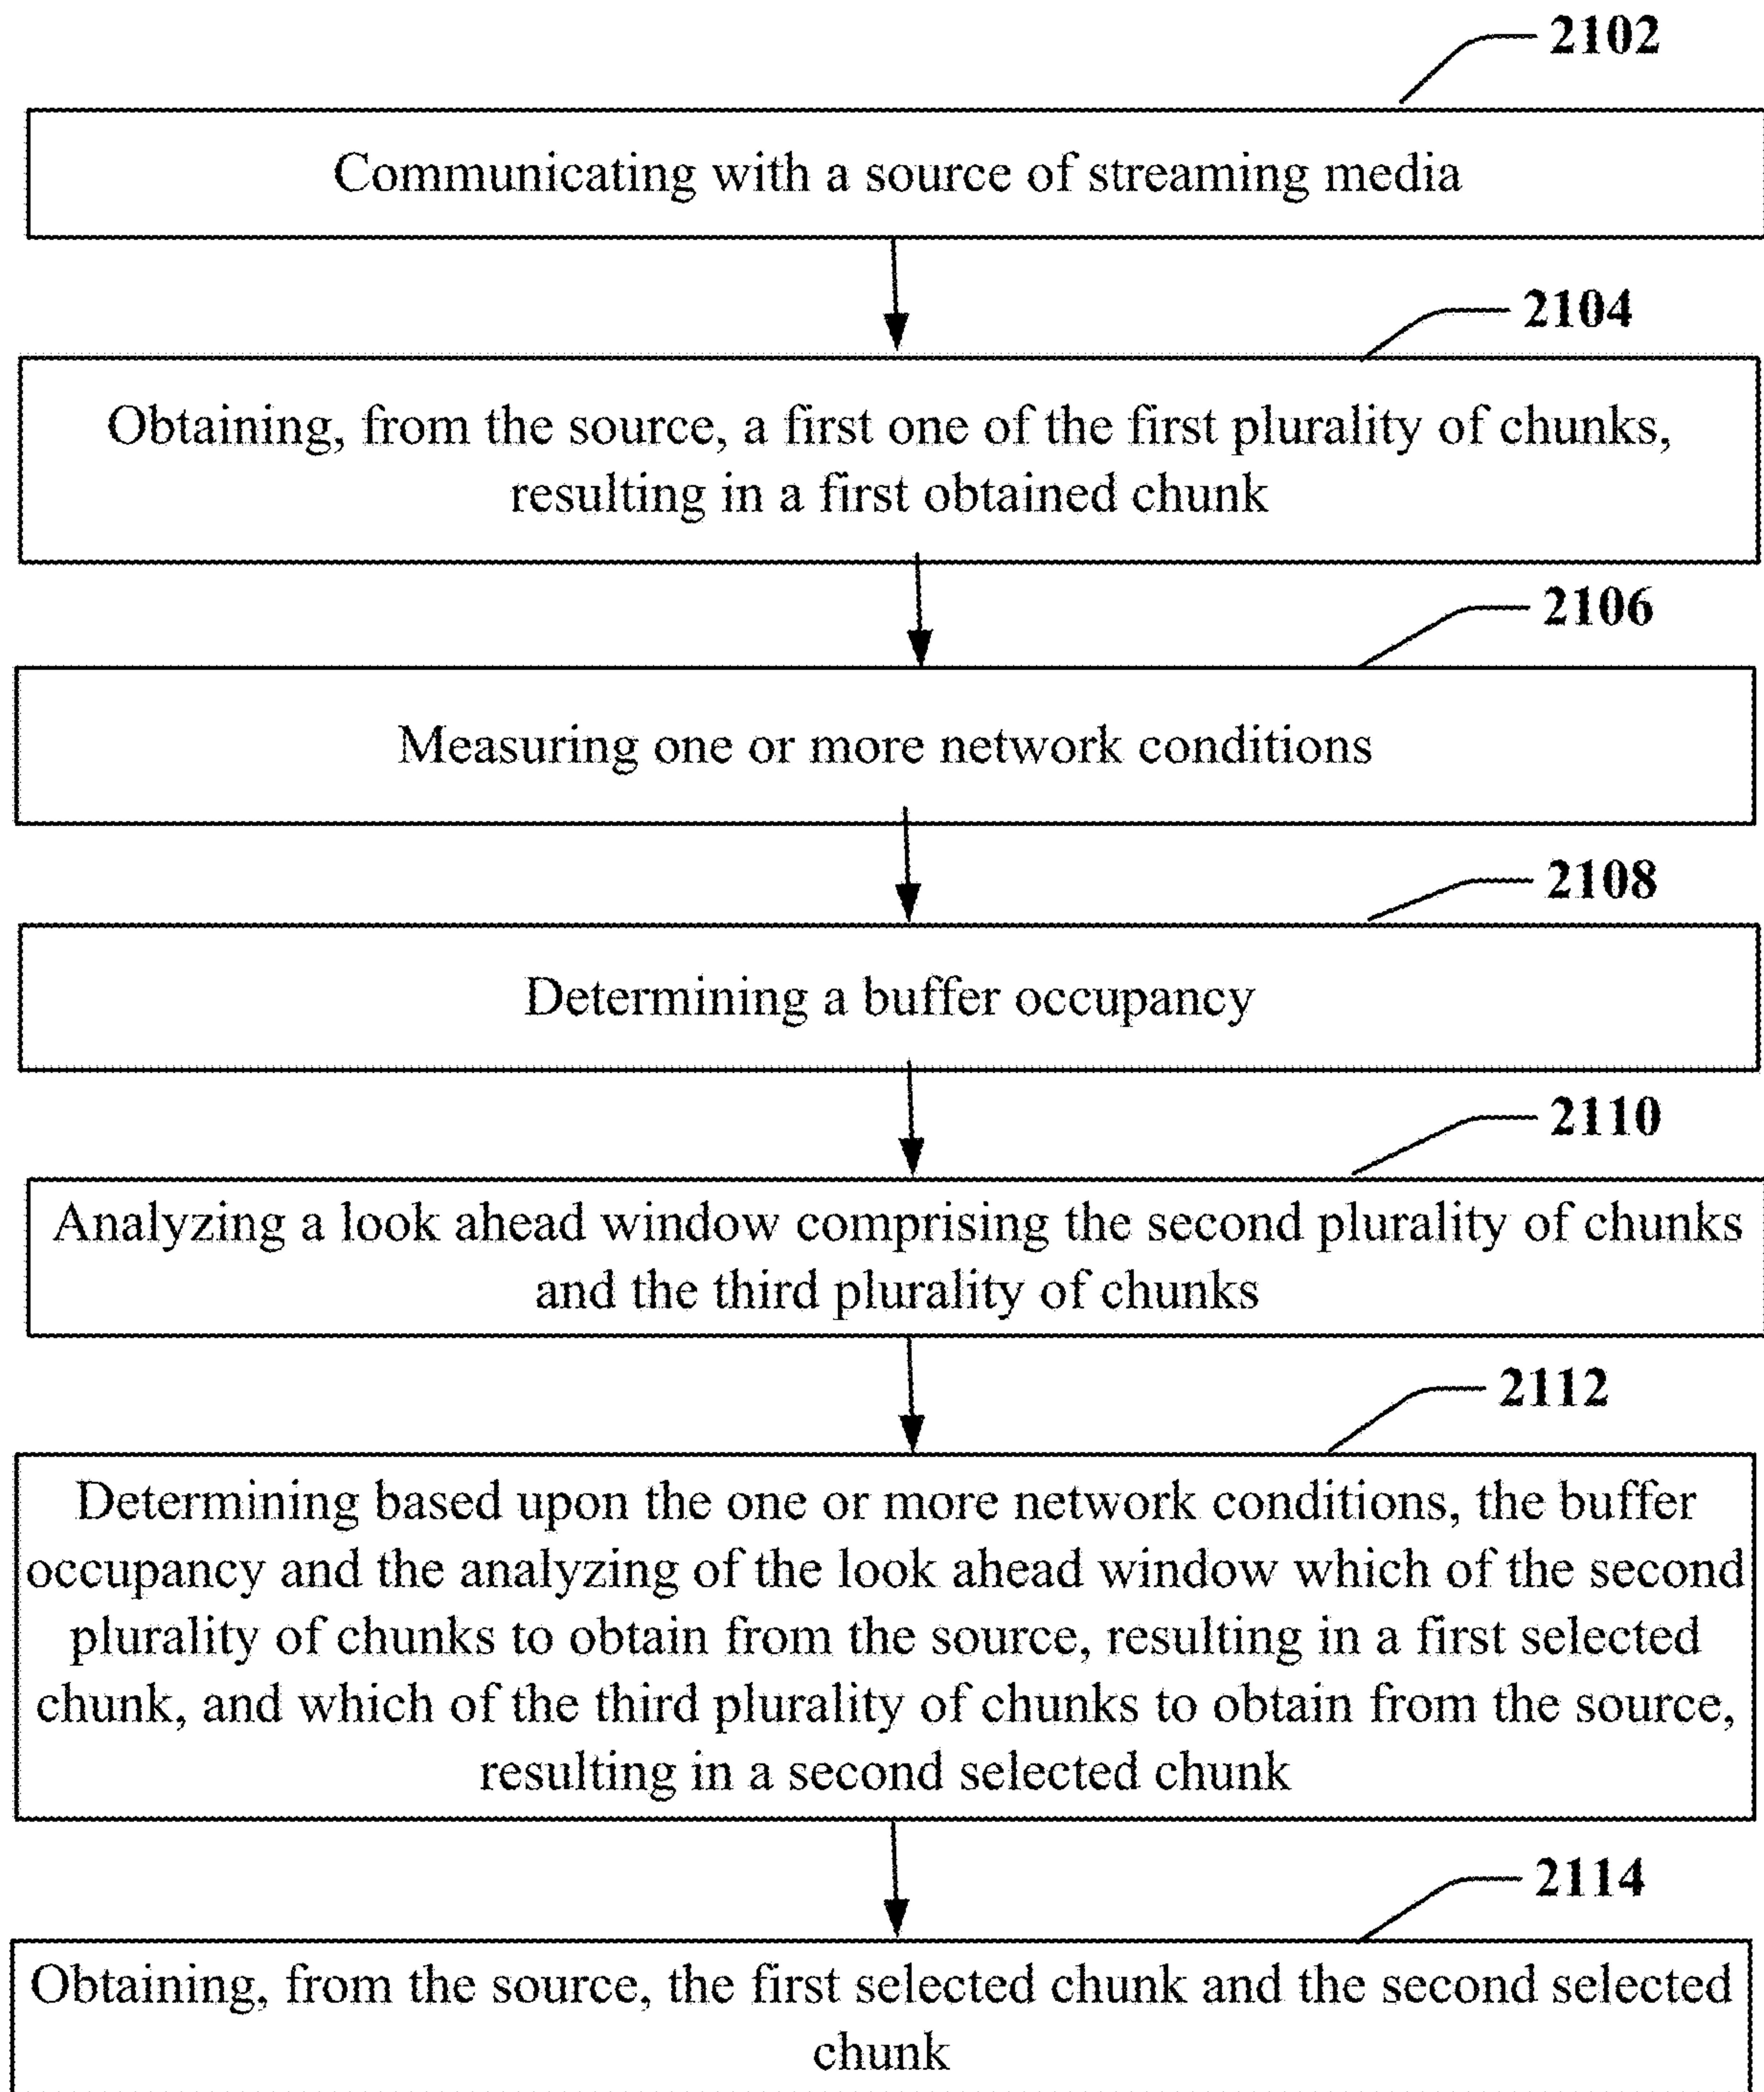 2102
Communicating with a source of streaming media
2104
Obtaining, from the source, a first one of the first plurality of chunks,
resulting in a first obtained chunk
2106
Measuring one or more network conditions
2108
Determining a buffer occupancy
2110
Analyzing a look ahead window comprising the second plurality of chunks
and the third plurality of chunks
2112
Determining based upon the one or more network conditions, the buffer
occupancy and the analyzing of the look ahead window which of the second
plurality of chunks to obtain from the source, resulting in a first selected
chunk, and which of the third plurality of chunks to obtain from the source,
resulting in a second selected chunk
2114
Obtaining, from the source, the first selected chunk and the second selected
chunk